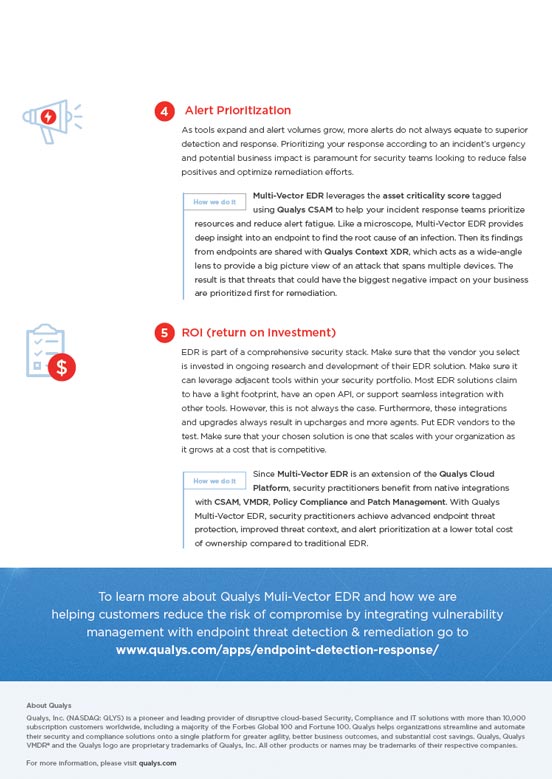 4 Alert Prioritization
As tools expand and alert volumes grow, more alerts do not always equate to superior
detection and response. Prioritizing your response according to an incident's urgency
and potential business impact is paramount for security teams looking to reduce false
positives and optimize remediation efforts.
How we do it
Multi-Vector EDR leverages the asset criticality score tagged
using Qualys CSAM to help your incident response teams prioritize
resources and reduce alert fatigue. Like a microscope, Multi-Vector EDR provides
deep insight into an endpoint to find the root cause of an infection. Then its findings
from endpoints are shared with Qualys Context XDR, which acts as a wide-angle
lens to provide a big picture view of an attack that spans multiple devices. The
result is that threats that could have the biggest negative impact on your business
are prioritized first for remediation.
5 ROI (return on Investment)
EDR is part of a comprehensive security stack. Make sure that the vendor you select
is invested in ongoing research and development of their EDR solution. Make sure it
can leverage adjacent tools within your security portfolio. Most EDR solutions claim
to have a light footprint, have an open API, or support seamless integration with
other tools. However, this is not always the case. Furthermore, these integrations
and upgrades always result in upcharges and more agents. Put EDR vendors to the
test. Make sure that your chosen solution is one that scales with your organization as
it grows at a cost that is competitive.
$
How we do it
Since Multi-Vector EDR is an extension of the Qualys Cloud
Platform, security practitioners benefit from native integrations
with CSAM, VMDR, Policy Compliance and Patch Management. With Qualys
Multi-Vector EDR, security practitioners achieve advanced endpoint threat
protection, improved threat context, and alert prioritization at a lower total cost
of ownership compared to traditional EDR.
To learn more about Qualys Muli-Vector EDR and how we are
helping customers reduce the risk of compromise by integrating vulnerability
management with endpoint threat detection & remediation go to
www.qualys.com/apps/endpoint-detection-response/
About Qualys
Qualys, Inc. (NASDAQ: QLYS) is a pioneer and leading provider of disruptive cloud-based Security, Compliance and IT solutions with more than 10,000
subscription customers worldwide, including a majority of the Forbes Global 100 and Fortune 100. Qualys helps organizations streamline and automate
their security and compliance solutions onto a single platform for greater agility, better business outcomes, and substantial cost savings. Qualys, Qualys
VMDR® and the Qualys logo are proprietary trademarks of Qualys, Inc. All other products or names may be trademarks of their respective companies.
For more information, please visit qualys.com